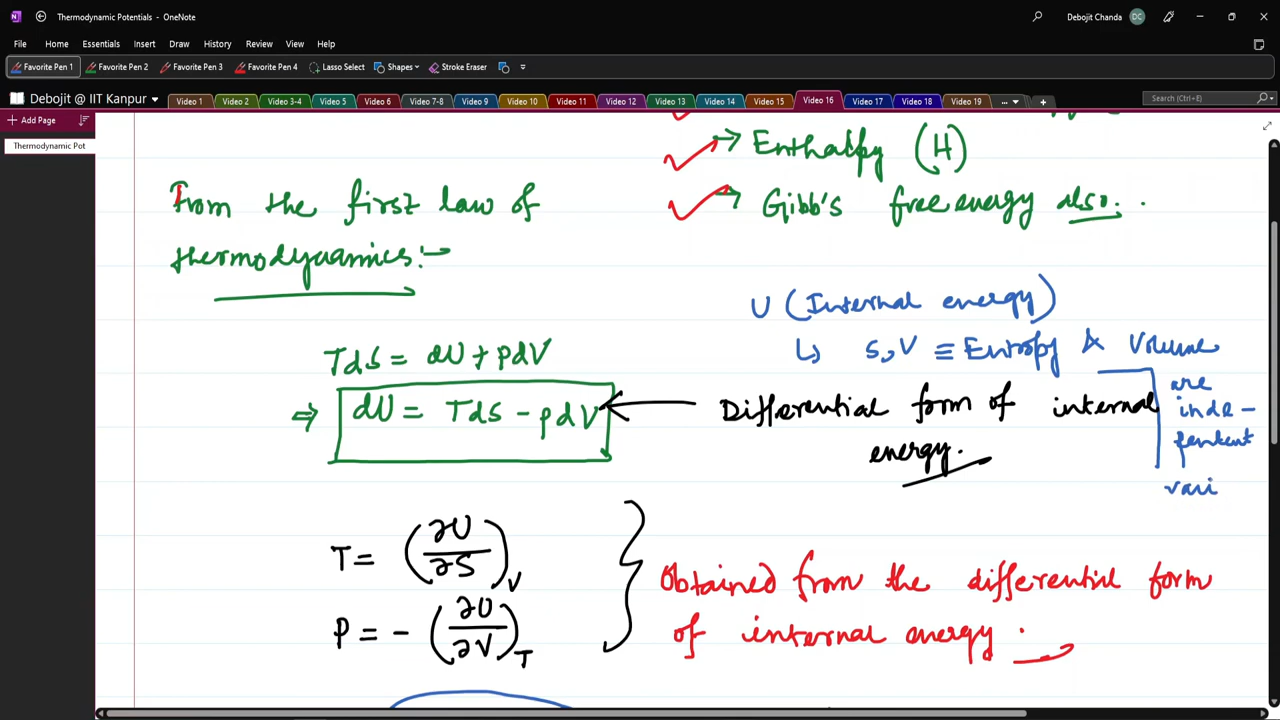 Thermodynamic Potentials - OneNote
Debojit Chanda DC
File Home Essentials Insert Draw History Review View Help
Favorite Pen 1 Favorite Pen 2 Favorite Pen 3 Favorite Pen 4 Lasso Select Shapes Stroke Eraser
Debojit @ IIT Kanpur Video 1 Video 2 Video 3-4 Video 5 Video 6 Video 7-8 Video 9 Video 10 Video 11 Video 12 Video 13 Video 14 Video 15 Video 16 Video 17 Video 18 Video 19 ... + Search (Ctrl+E)
+ Add Page
Thermodynamic Pot
→ Enthalpy (H)
→ Gibb's free energy also.
From the first law of
thermodynamics:-
U (Internal energy)
↳ S,V ≡ Entropy & Volume
are
inde-
pendent
vari
TdS = dU + pdV
⇒ dU = TdS - pdV
Differential form of internal
energy.
T = (∂U/∂S)_V
P = - (∂U/∂V)_T
Obtained from the differential form
of internal energy.